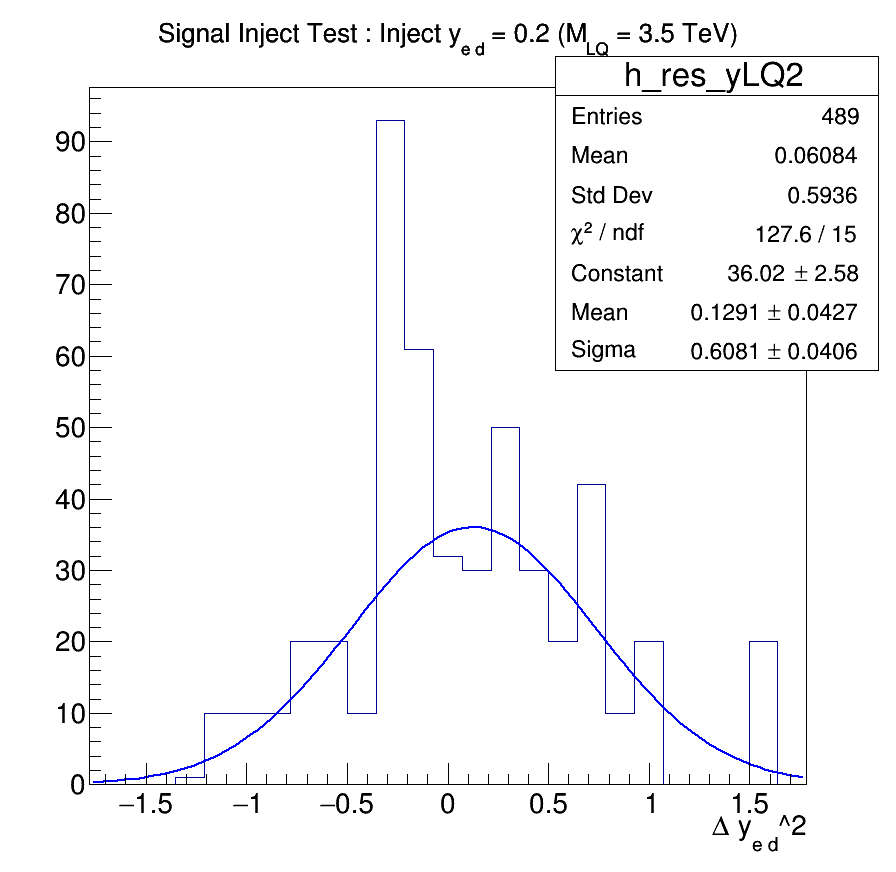 Signal Inject Test : Inject y_{e d} = 0.2 (M_{LQ} = 3.5 TeV)
h_res_yLQ2
Entries 489
Mean 0.06084
Std Dev 0.5936
χ² / ndf 127.6 / 15
Constant 36.02 ± 2.58
Mean 0.1291 ± 0.0427
Sigma 0.6081 ± 0.0406
90
80
70
60
50
40
30
20
10
0
−1.5 −1 −0.5 0 0.5 1 1.5
Δ y_{e d}^2